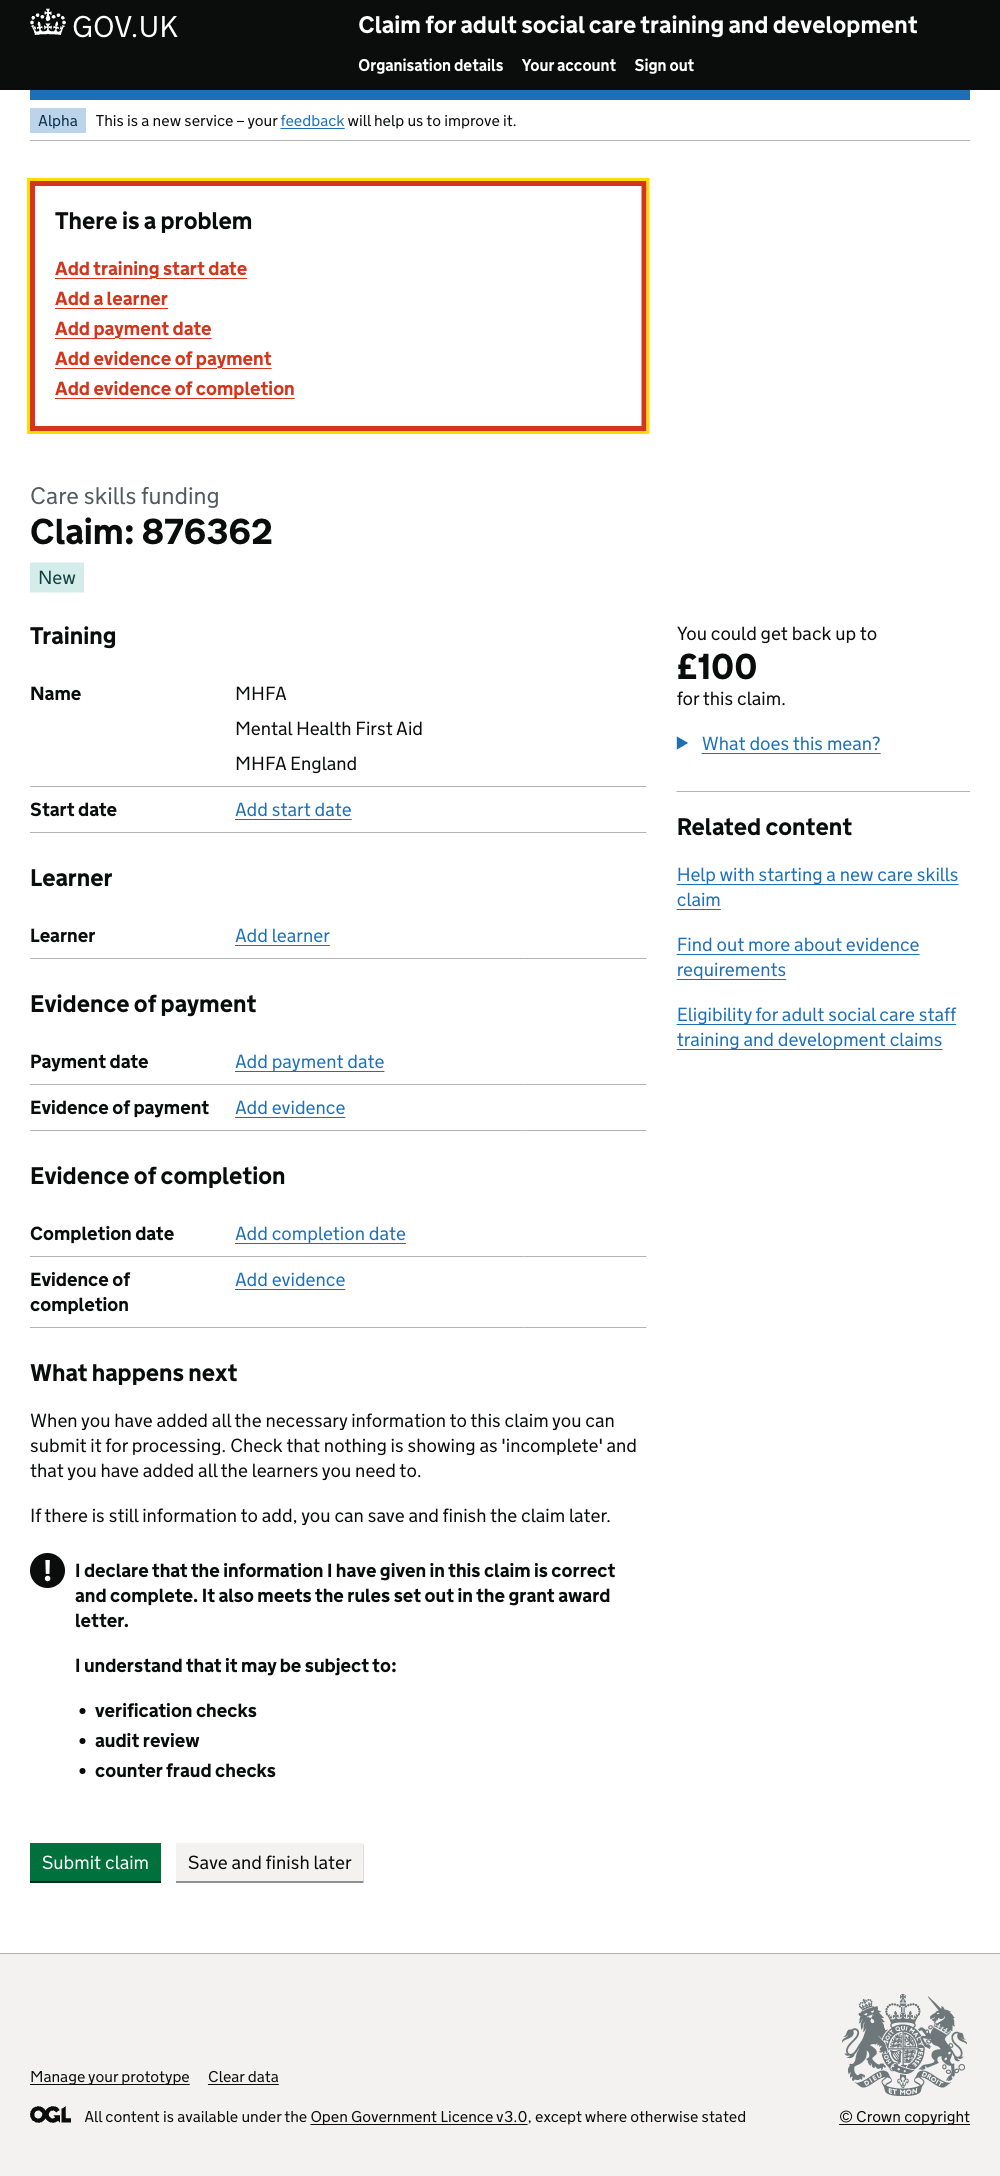 GOV.UK
Claim for adult social care training and development
Organisation details Your account Sign out
Alpha This is a new service – your feedback will help us to improve it.
There is a problem
Add training start date
Add a learner
Add payment date
Add evidence of payment
Add evidence of completion
Care skills funding
Claim: 876362
New
Training
Name MHFA
Mental Health First Aid
MHFA England
Start date Add start date
Learner
Learner Add learner
Evidence of payment
Payment date Add payment date
Evidence of payment Add evidence
Evidence of completion
Completion date Add completion date
Evidence of Add evidence
completion
What happens next
When you have added all the necessary information to this claim you can
submit it for processing. Check that nothing is showing as 'incomplete' and
that you have added all the learners you need to.
If there is still information to add, you can save and finish the claim later.
! I declare that the information I have given in this claim is correct
and complete. It also meets the rules set out in the grant award
letter.
I understand that it may be subject to:
• verification checks
• audit review
• counter fraud checks
Submit claim Save and finish later
You could get back up to
£100
for this claim.
What does this mean?
Related content
Help with starting a new care skills
claim
Find out more about evidence
requirements
Eligibility for adult social care staff
training and development claims
Manage your prototype Clear data
OGL All content is available under the Open Government Licence v3.0, except where otherwise stated
DIEU ET MON DROIT
© Crown copyright